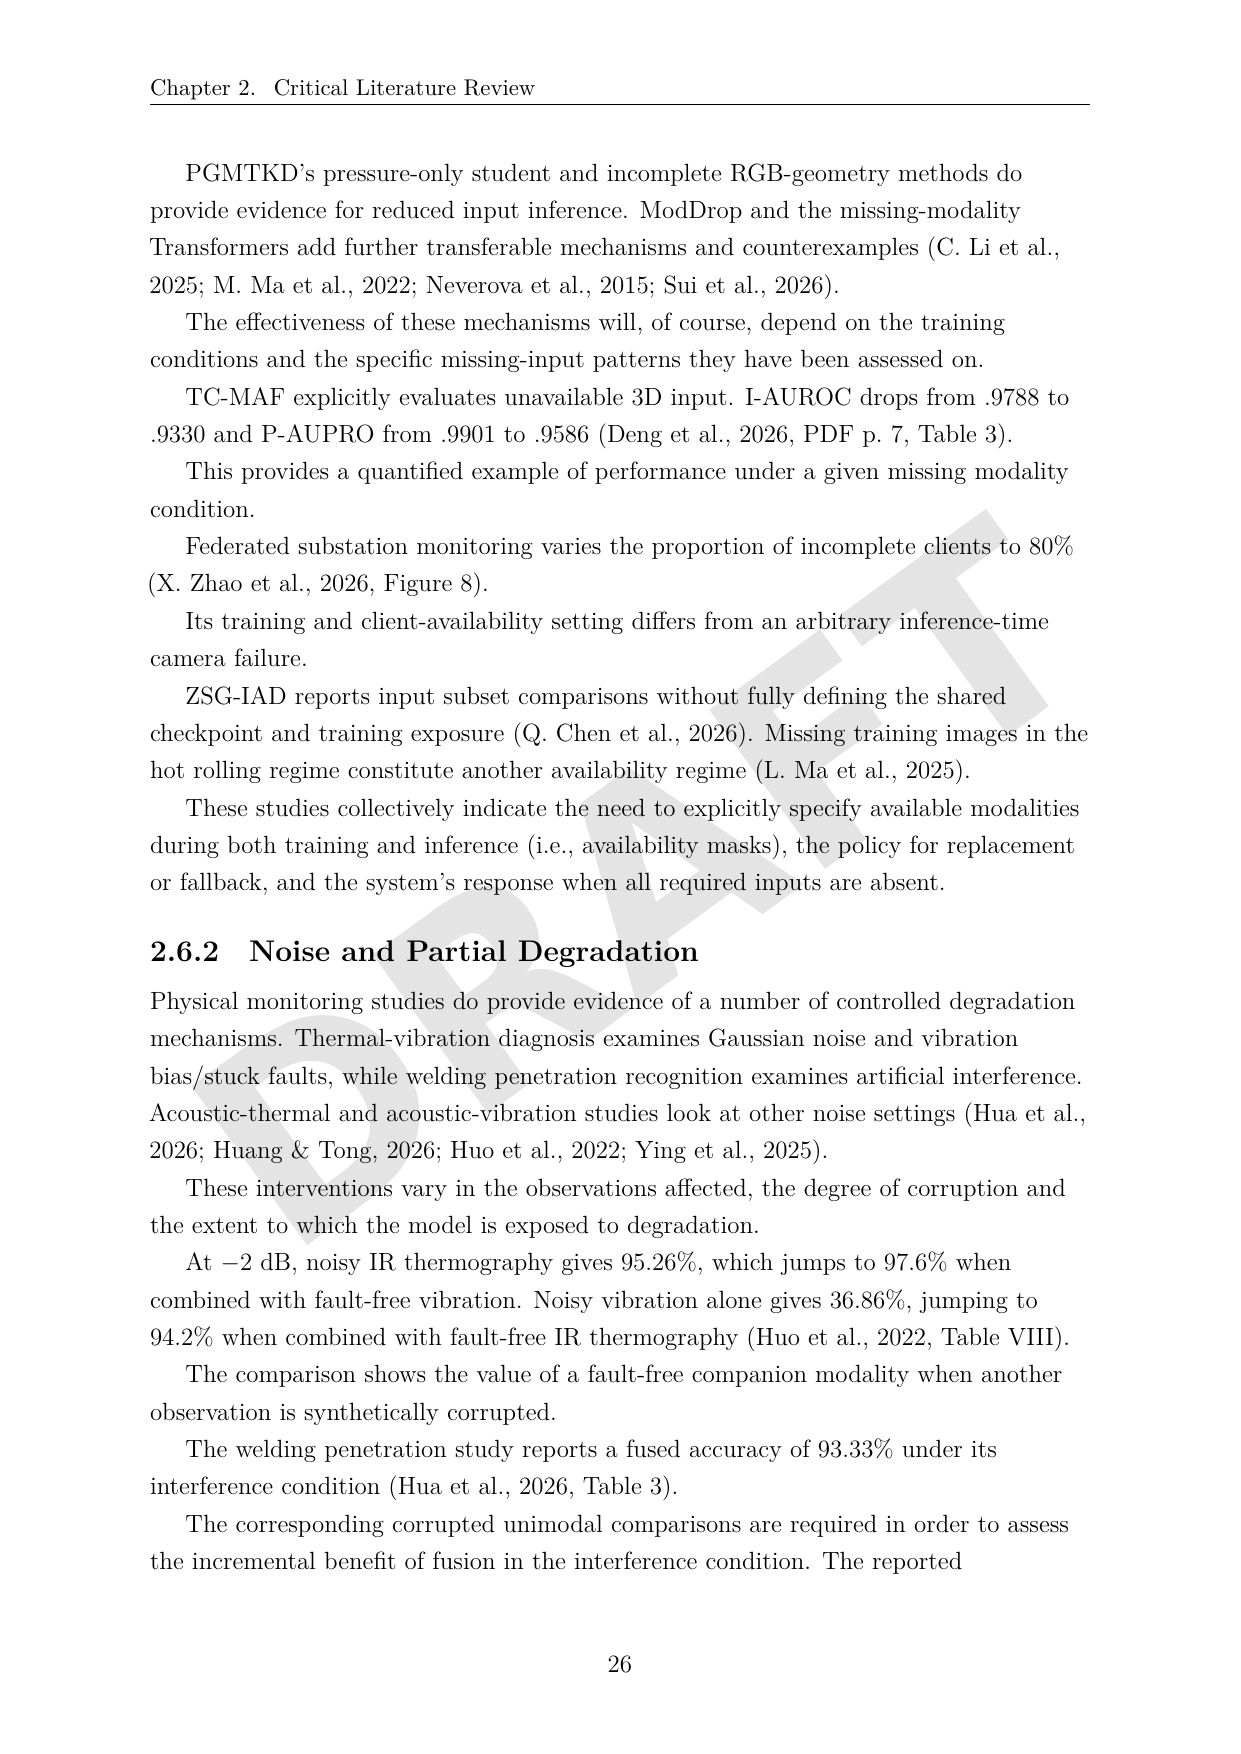 Chapter 2. Critical Literature Review
PGMTKD's pressure-only student and incomplete RGB-geometry methods do
provide evidence for reduced input inference. ModDrop and the missing-modality
Transformers add further transferable mechanisms and counterexamples (C. Li et al.,
2025; M. Ma et al., 2022; Neverova et al., 2015; Sui et al., 2026).
The effectiveness of these mechanisms will, of course, depend on the training
conditions and the specific missing-input patterns they have been assessed on.
TC-MAF explicitly evaluates unavailable 3D input. I-AUROC drops from .9788 to
.9330 and P-AUPRO from .9901 to .9586 (Deng et al., 2026, PDF p. 7, Table 3).
This provides a quantified example of performance under a given missing modality
condition.
Federated substation monitoring varies the proportion of incomplete clients to 80%
(X. Zhao et al., 2026, Figure 8).
Its training and client-availability setting differs from an arbitrary inference-time
camera failure.
ZSG-IAD reports input subset comparisons without fully defining the shared
checkpoint and training exposure (Q. Chen et al., 2026). Missing training images in the
hot rolling regime constitute another availability regime (L. Ma et al., 2025).
These studies collectively indicate the need to explicitly specify available modalities
during both training and inference (i.e., availability masks), the policy for replacement
or fallback, and the system's response when all required inputs are absent.
2.6.2 Noise and Partial Degradation
Physical monitoring studies do provide evidence of a number of controlled degradation
mechanisms. Thermal-vibration diagnosis examines Gaussian noise and vibration
bias/stuck faults, while welding penetration recognition examines artificial interference.
Acoustic-thermal and acoustic-vibration studies look at other noise settings (Hua et al.,
2026; Huang & Tong, 2026; Huo et al., 2022; Ying et al., 2025).
These interventions vary in the observations affected, the degree of corruption and
the extent to which the model is exposed to degradation.
At −2 dB, noisy IR thermography gives 95.26%, which jumps to 97.6% when
combined with fault-free vibration. Noisy vibration alone gives 36.86%, jumping to
94.2% when combined with fault-free IR thermography (Huo et al., 2022, Table VIII).
The comparison shows the value of a fault-free companion modality when another
observation is synthetically corrupted.
The welding penetration study reports a fused accuracy of 93.33% under its
interference condition (Hua et al., 2026, Table 3).
The corresponding corrupted unimodal comparisons are required in order to assess
the incremental benefit of fusion in the interference condition. The reported
26
DRAFT